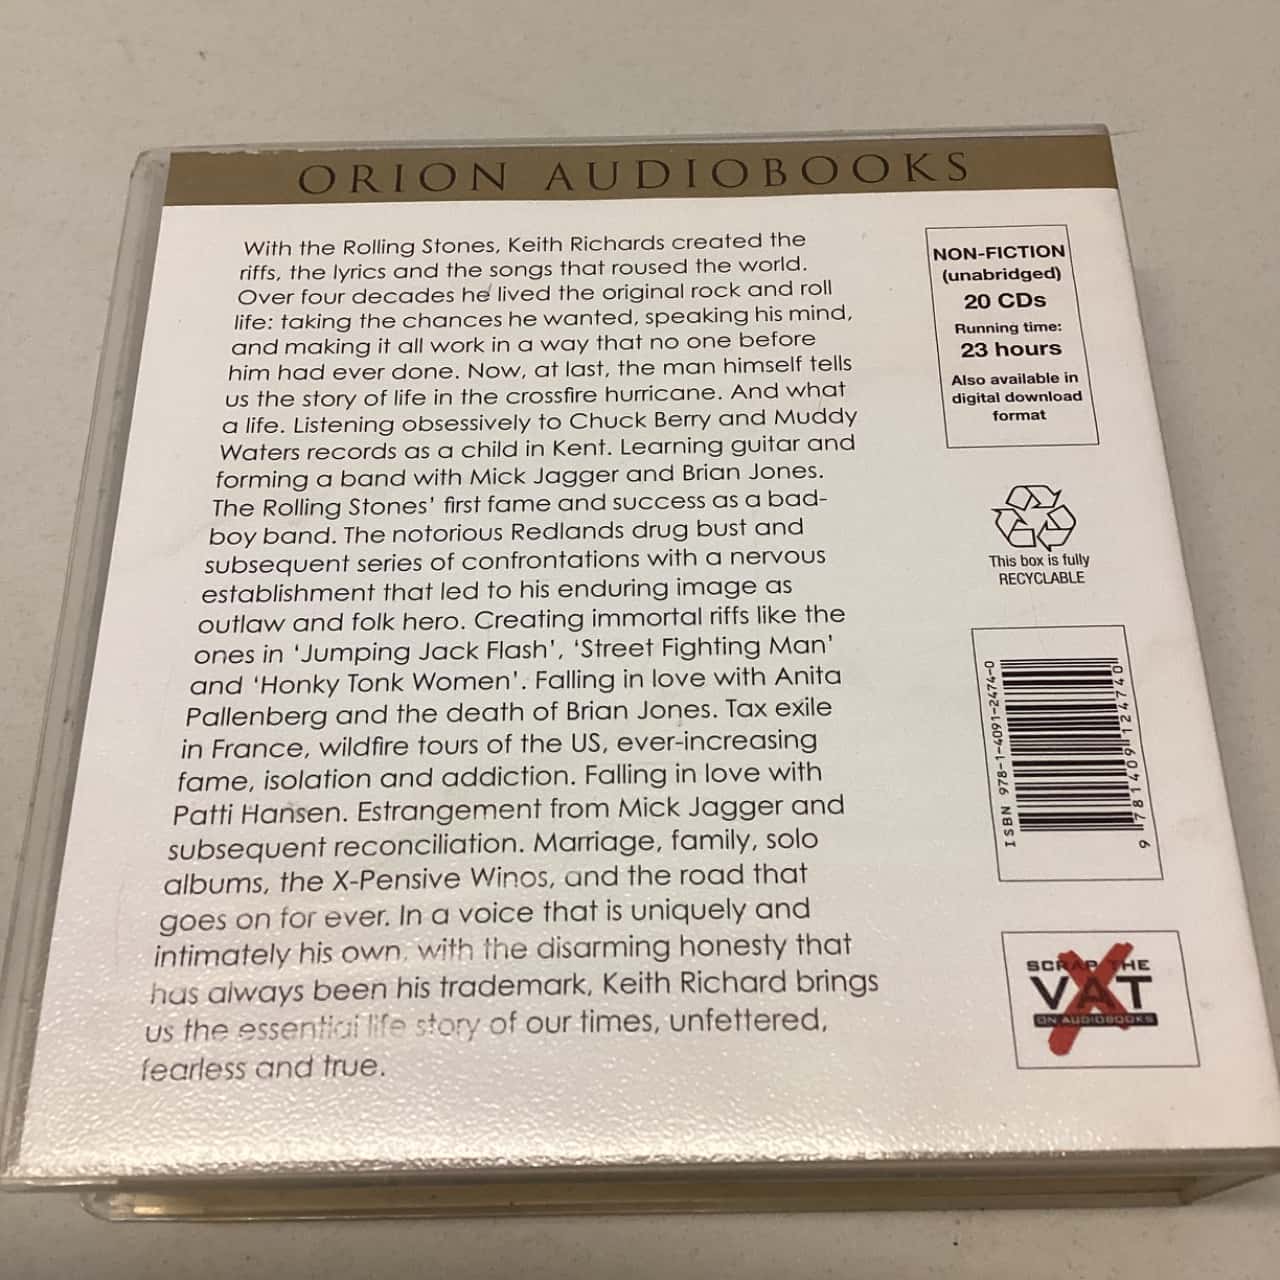 ORION AUDIOBOOKS
With the Rolling Stones, Keith Richards created the
riffs, the lyrics and the songs that roused the world.
Over four decades he lived the original rock and roll
life: taking the chances he wanted, speaking his mind,
and making it all work in a way that no one before
him had ever done. Now, at last, the man himself tells
us the story of life in the crossfire hurricane. And what
a life. Listening obsessively to Chuck Berry and Muddy
Waters records as a child in Kent. Learning guitar and
forming a band with Mick Jagger and Brian Jones.
The Rolling Stones’ first fame and success as a bad-
boy band. The notorious Redlands drug bust and
subsequent series of confrontations with a nervous
establishment that led to his enduring image as
outlaw and folk hero. Creating immortal riffs like the
ones in ‘Jumping Jack Flash’, ‘Street Fighting Man’
and ‘Honky Tonk Women’. Falling in love with Anita
Pallenberg and the death of Brian Jones. Tax exile
in France, wildfire tours of the US, ever-increasing
fame, isolation and addiction. Falling in love with
Patti Hansen. Estrangement from Mick Jagger and
subsequent reconciliation. Marriage, family, solo
albums, the X-Pensive Winos, and the road that
goes on for ever. In a voice that is uniquely and
intimately his own, with the disarming honesty that
has always been his trademark, Keith Richard brings
us the essential life story of our times, unfettered,
fearless and true.
NON-FICTION
(unabridged)
20 CDs
Running time:
23 hours
Also available in
digital download
format
This box is fully
RECYCLABLE
ISBN 978-1-4091-2474-0
9 781409 124740
SCRAP THE
VAT
ON AUDIOBOOKS